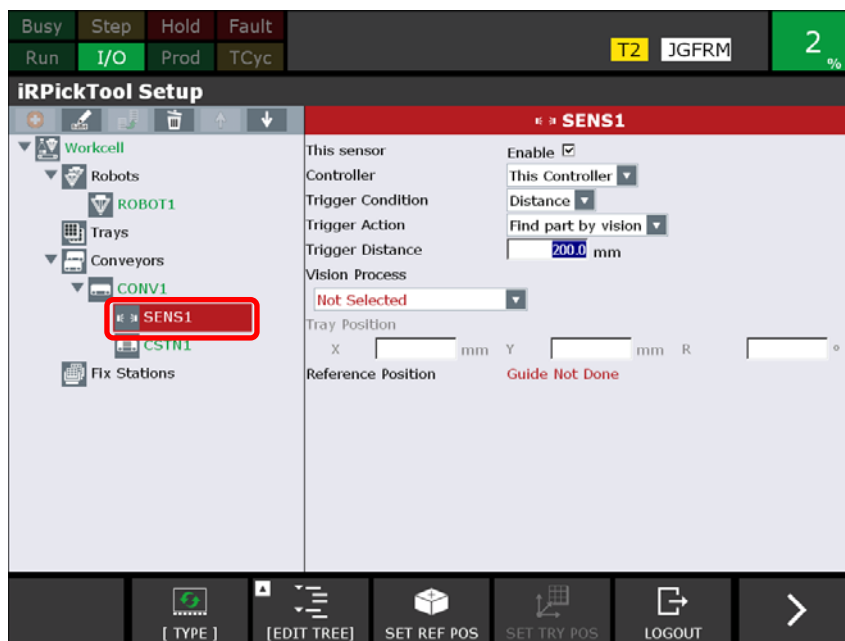 Busy Step Hold Fault
Run I/O Prod TCyc
T2 JGFRM 2 %
iRPickTool Setup
SENS1
Workcell
Robots
ROBOT1
Trays
Conveyors
CONV1
SENS1
CSTN1
Fix Stations
This sensor Enable
Controller This Controller
Trigger Condition Distance
Trigger Action Find part by vision
Trigger Distance 200.0 mm
Vision Process
Not Selected
Tray Position
X mm Y mm R °
Reference Position Guide Not Done
[ TYPE ] [EDIT TREE] SET REF POS SET TRY POS LOGOUT